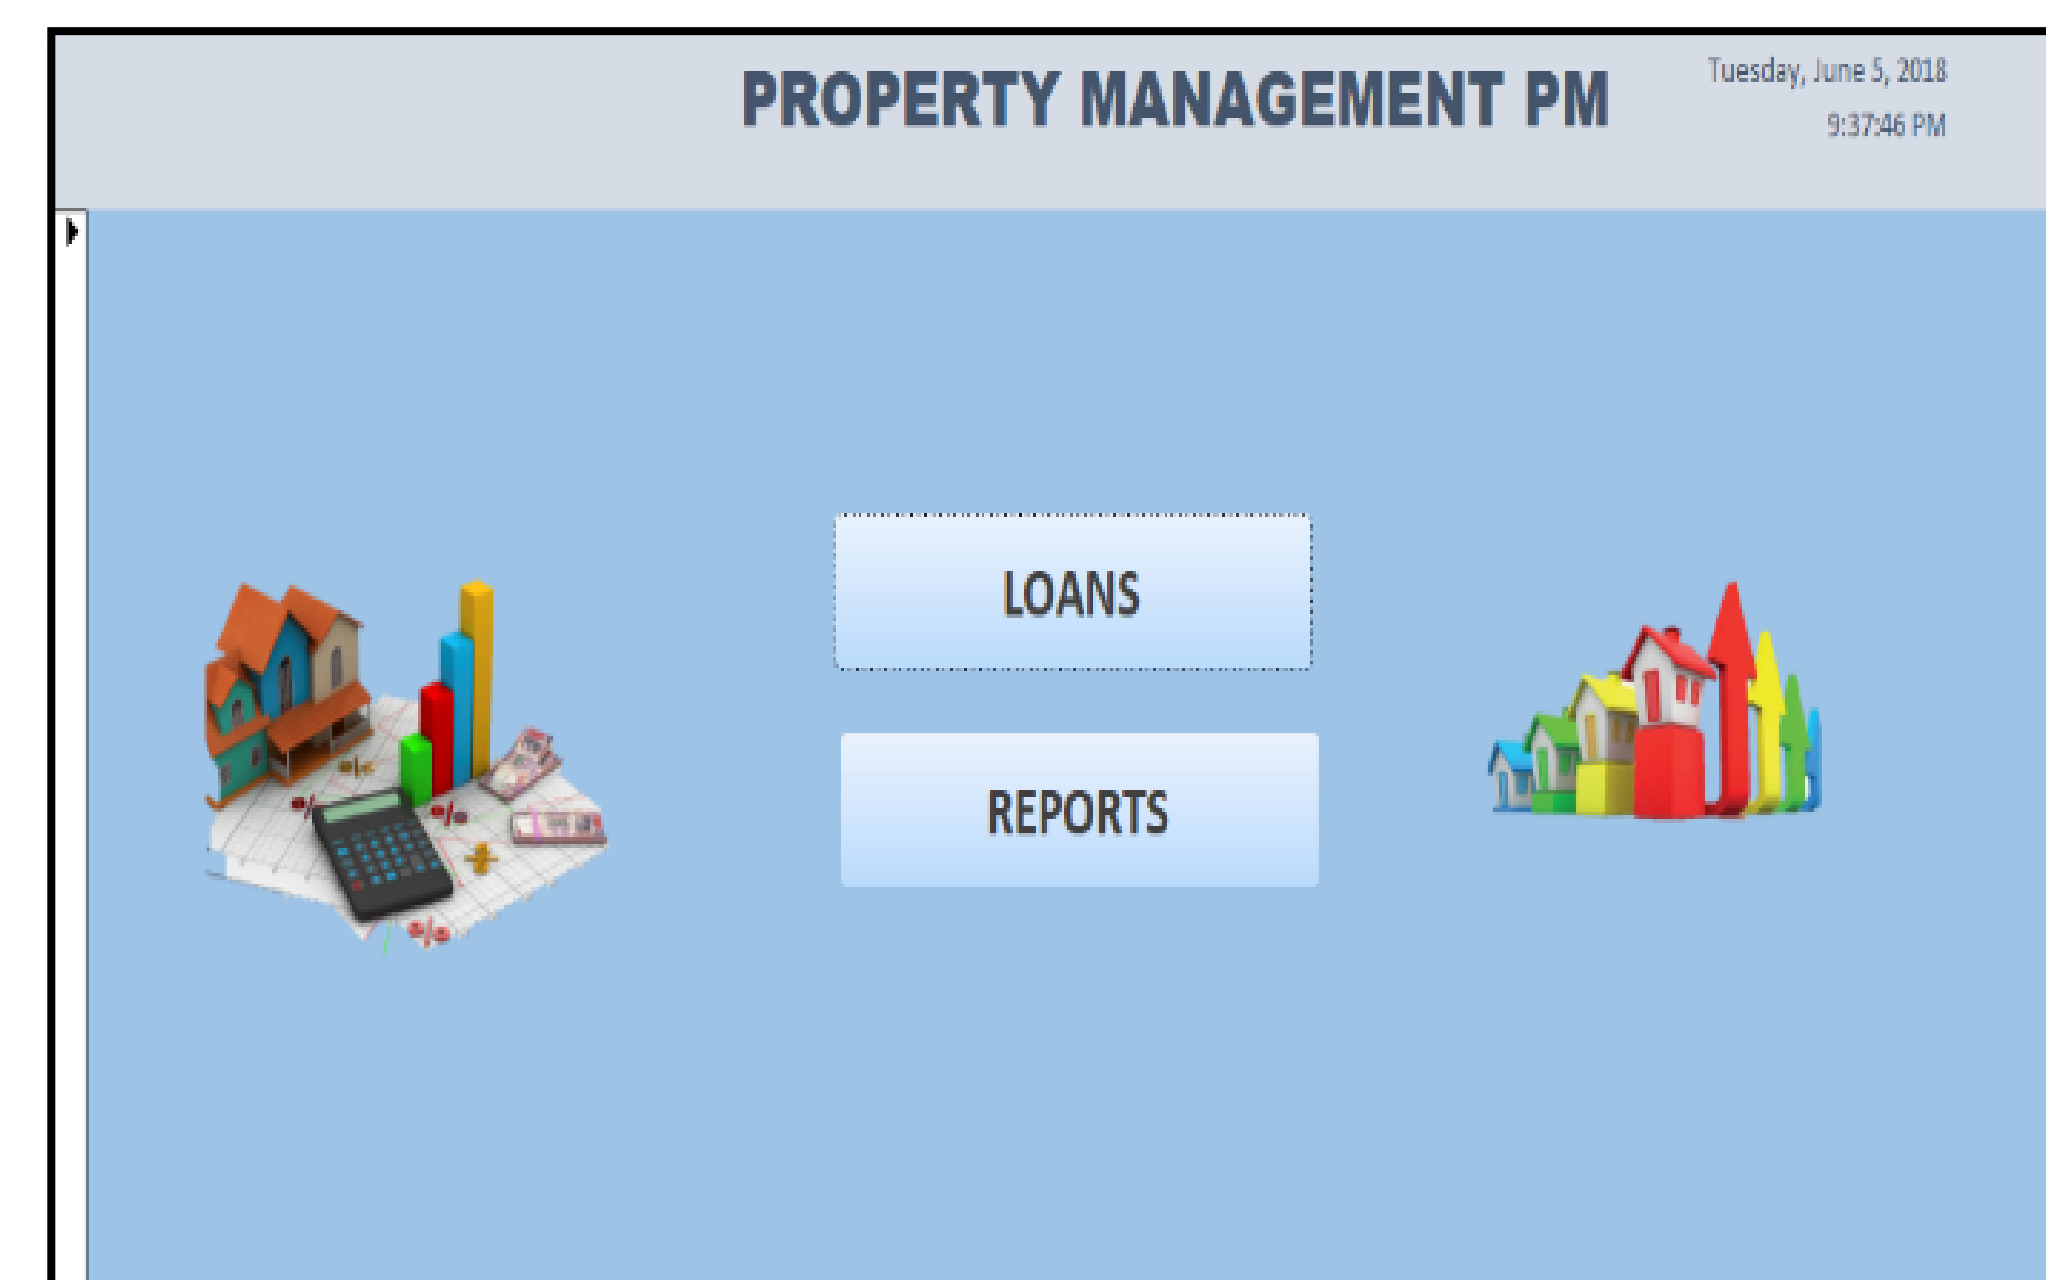 PROPERTY MANAGEMENT PM
Tuesday, June 5, 2018
9:37:46 PM
LOANS
REPORTS